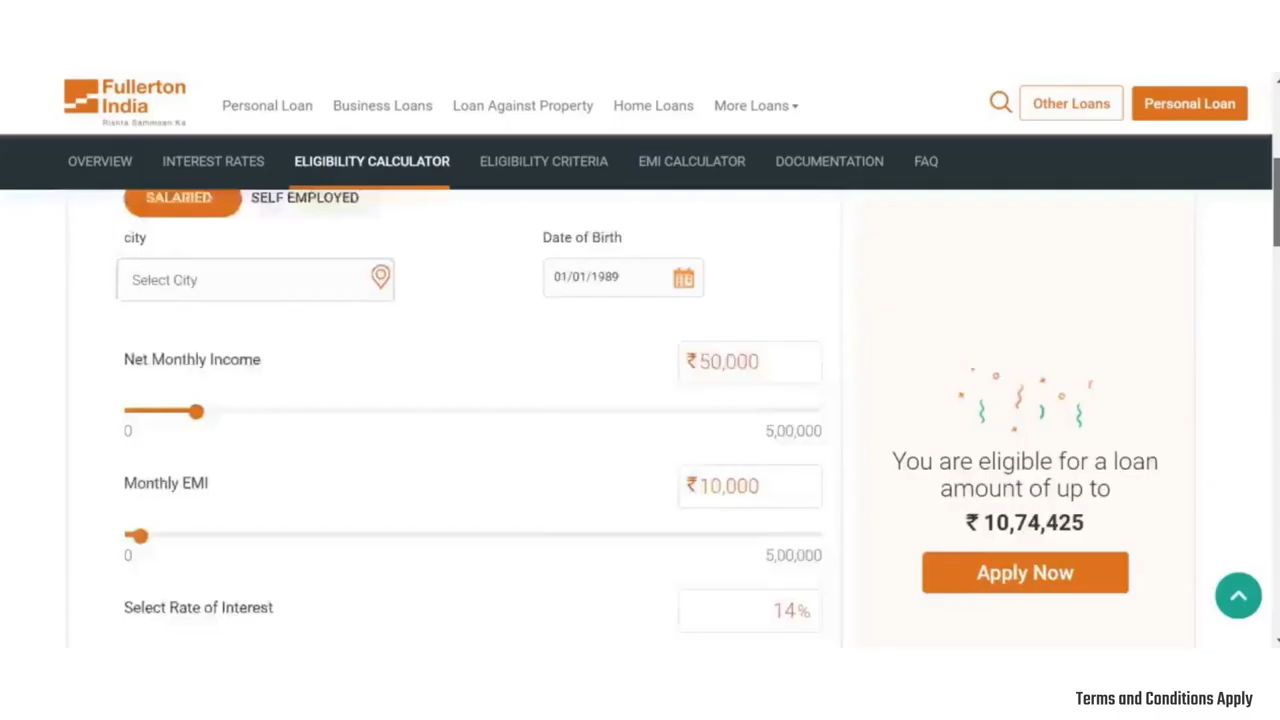 Fullerton
India
Rishta Sammaan Ka
Personal Loan Business Loans Loan Against Property Home Loans More Loans
Other Loans Personal Loan
OVERVIEW INTEREST RATES ELIGIBILITY CALCULATOR ELIGIBILITY CRITERIA EMI CALCULATOR DOCUMENTATION FAQ
SALARIED SELF EMPLOYED
city Date of Birth
Select City 01/01/1989
Net Monthly Income ₹50,000
0 5,00,000
Monthly EMI ₹10,000
0 5,00,000
Select Rate of Interest 14%
You are eligible for a loan
amount of up to
₹ 10,74,425
Apply Now
Terms and Conditions Apply